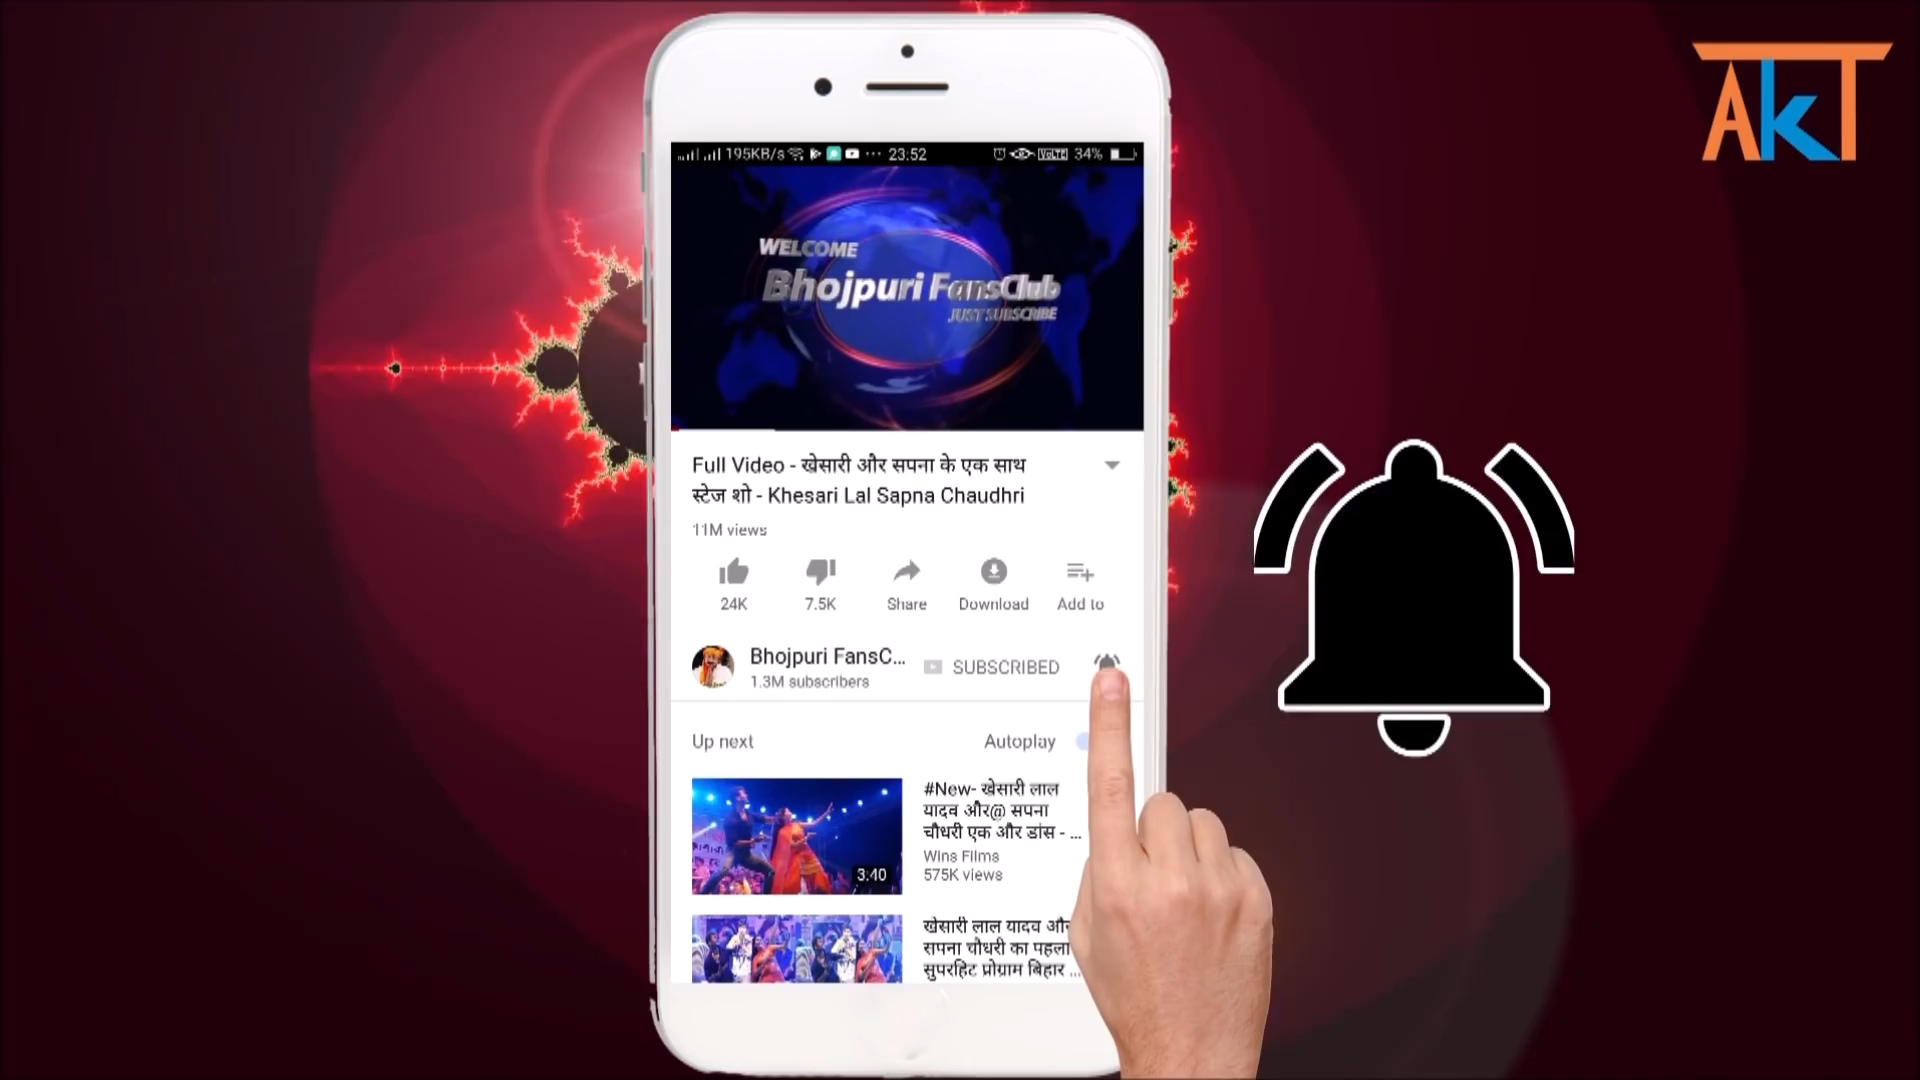 AKT
195KB/s ··· 23:52 VoLTE 34%
WELCOME
Bhojpuri FansClub
JUST SUBSCRIBE
Full Video - खेसारी और सपना के एक साथ
स्टेज शो - Khesari Lal Sapna Chaudhri
11M views
24K 7.5K Share Download Add to
Bhojpuri FansC... SUBSCRIBED
1.3M subscribers
Up next Autoplay
#New- खेसारी लाल
यादव और@ सपना
चौधरी एक और डांस - ...
Wins Films
575K views
3:40
खेसारी लाल यादव और
सपना चौधरी का पहला
सुपरहिट प्रोग्राम बिहार ...